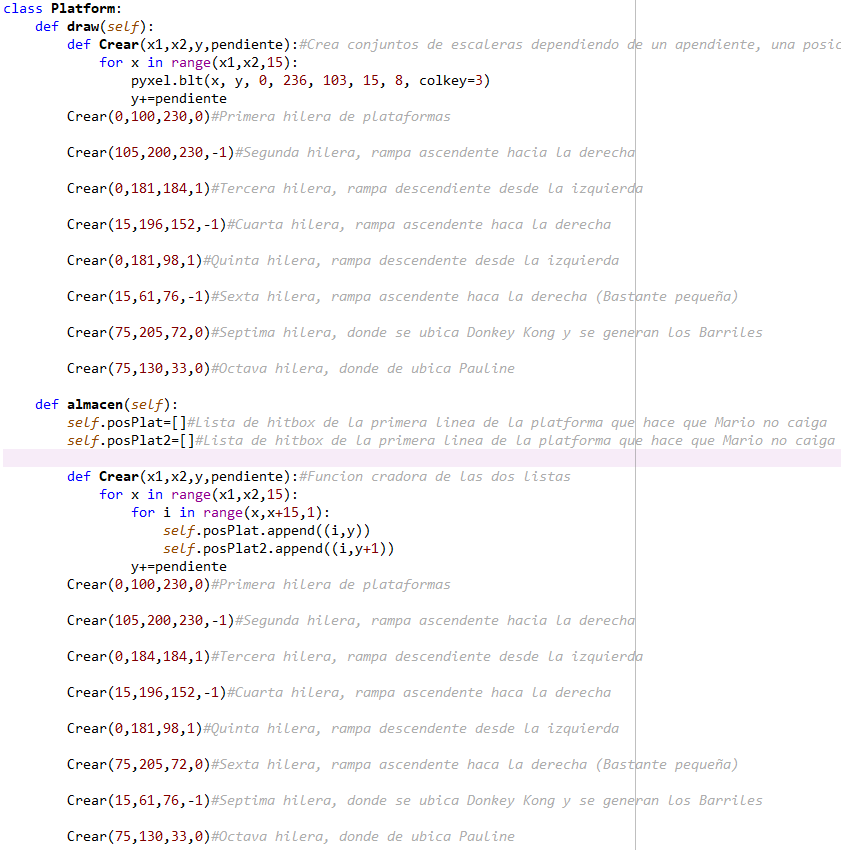 class Platform:
def draw(self):
def Crear(x1,x2,y,pendiente):#Crea conjuntos de escaleras dependiendo de un apendiente, una posic
for x in range(x1,x2,15):
pyxel.blt(x, y, 0, 236, 103, 15, 8, colkey=3)
y+=pendiente
Crear(0,100,230,0)#Primera hilera de plataformas
Crear(105,200,230,-1)#Segunda hilera, rampa ascendente hacia la derecha
Crear(0,181,184,1)#Tercera hilera, rampa descendiente desde la izquierda
Crear(15,196,152,-1)#Cuarta hilera, rampa ascendente haca la derecha
Crear(0,181,98,1)#Quinta hilera, rampa descendente desde la izquierda
Crear(15,61,76,-1)#Sexta hilera, rampa ascendente haca la derecha (Bastante pequeña)
Crear(75,205,72,0)#Septima hilera, donde se ubica Donkey Kong y se generan los Barriles
Crear(75,130,33,0)#Octava hilera, donde de ubica Pauline
def almacen(self):
self.posPlat=[]#Lista de hitbox de la primera linea de la platforma que hace que Mario no caiga
self.posPlat2=[]#Lista de hitbox de la primera linea de la platforma que hace que Mario no caiga
def Crear(x1,x2,y,pendiente):#Funcion cradora de las dos listas
for x in range(x1,x2,15):
for i in range(x,x+15,1):
self.posPlat.append((i,y))
self.posPlat2.append((i,y+1))
y+=pendiente
Crear(0,100,230,0)#Primera hilera de plataformas
Crear(105,200,230,-1)#Segunda hilera, rampa ascendente hacia la derecha
Crear(0,184,184,1)#Tercera hilera, rampa descendiente desde la izquierda
Crear(15,196,152,-1)#Cuarta hilera, rampa ascendente haca la derecha
Crear(0,181,98,1)#Quinta hilera, rampa descendente desde la izquierda
Crear(75,205,72,0)#Sexta hilera, rampa ascendente haca la derecha (Bastante pequeña)
Crear(15,61,76,-1)#Septima hilera, donde se ubica Donkey Kong y se generan los Barriles
Crear(75,130,33,0)#Octava hilera, donde de ubica Pauline